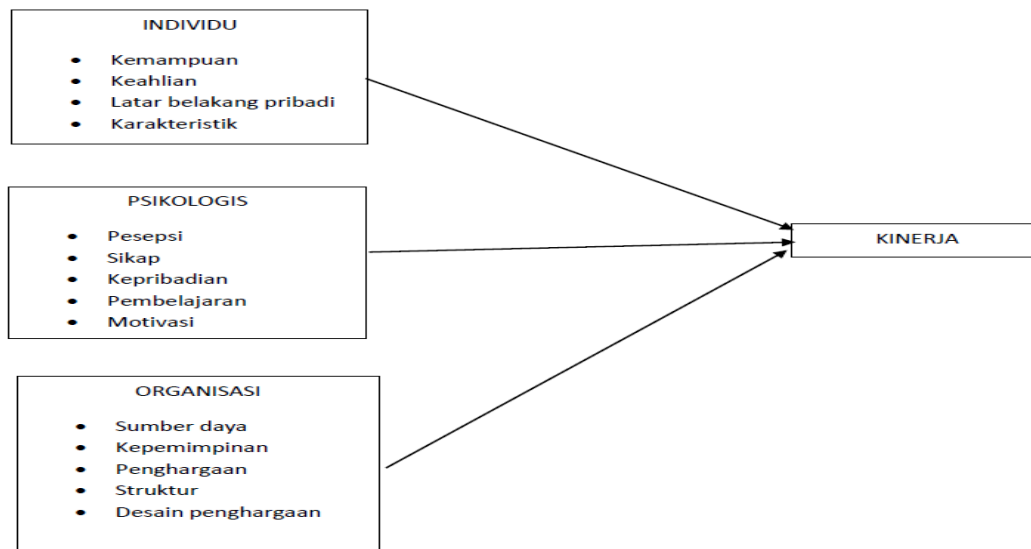 INDIVIDU
• Kemampuan
• Keahlian
• Latar belakang pribadi
• Karakteristik
PSIKOLOGIS
• Pesepsi
• Sikap
• Kepribadian
• Pembelajaran
• Motivasi
KINERJA
ORGANISASI
• Sumber daya
• Kepemimpinan
• Penghargaan
• Struktur
• Desain penghargaan